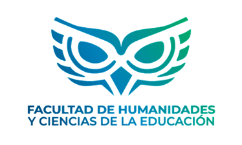 FACULTAD DE HUMANIDADES
Y CIENCIAS DE LA EDUCACIÓN